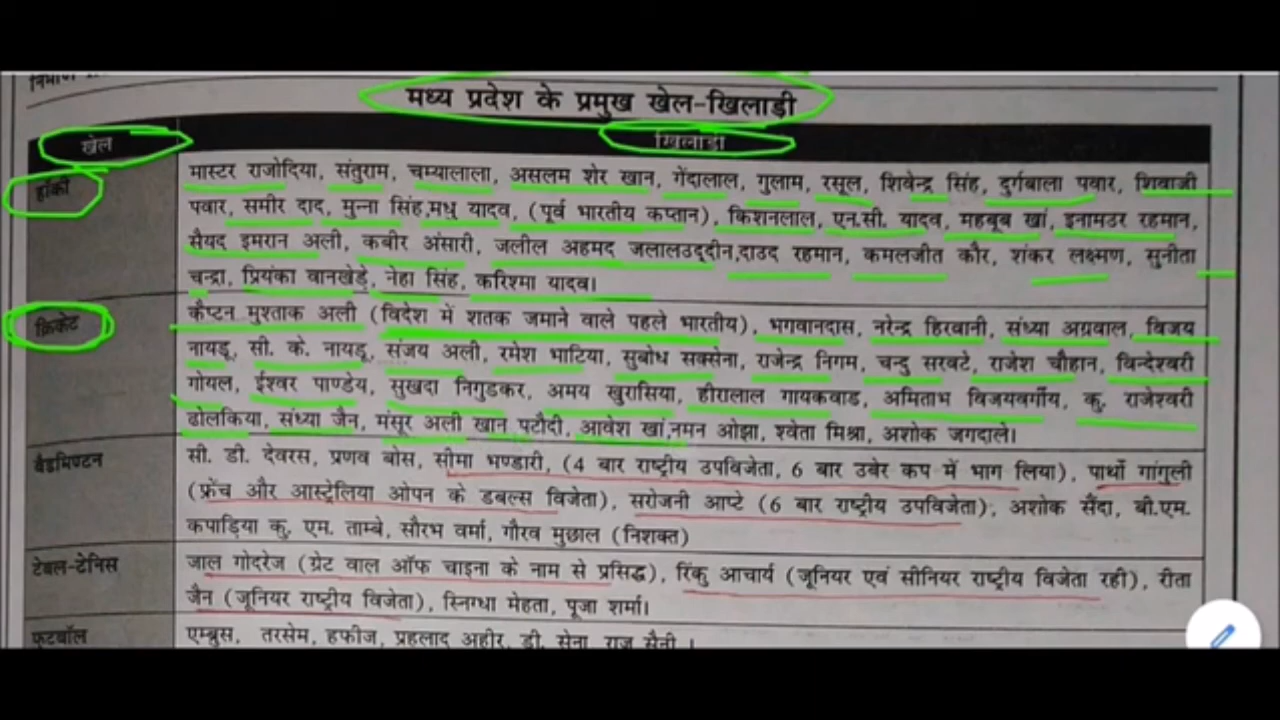 मध्य प्रदेश के प्रमुख खेल-खिलाड़ी
खेल खिलाड़ी
हॉकी मास्टर राजोदिया, संतुराम, चम्पालाला, असलम शेर खान, गेंदालाल, गुलाम, रसूल, शिवेन्द्र सिंह, दुर्गबाला पवार, शिवाजी
पवार, समीर दाद, मुन्ना सिंह,मधु यादव, (पूर्व भारतीय कप्तान), किशनलाल, एन.सी. यादव, महबूब खां, इनामउर रहमान,
सैयद इमरान अली, कबीर अंसारी, जलील अहमद जलालउद्दीन,दाउद रहमान, कमलजीत कौर, शंकर लक्ष्मण, सुनीता
चन्द्रा, प्रियंका वानखेड़े, नेहा सिंह, करिश्मा यादव।
क्रिकेट कैप्टन मुश्ताक अली (विदेश में शतक जमाने वाले पहले भारतीय), भगवानदास, नरेन्द्र हिरवानी, संध्या अग्रवाल, विजय
नायडू, सी. के. नायडू, संजय अली, रमेश भाटिया, सुबोध सक्सेना, राजेन्द्र निगम, चन्दु सरवटे, राजेश चौहान, विन्देश्वरी
गोयल, ईश्वर पाण्डेय, सुखदा निगुडकर, अमय खुरासिया, हीरालाल गायकवाड, अमिताभ विजयवर्गीय, कु. राजेश्वरी
ढोलकिया, संध्या जैन, मंसूर अली खान पटौदी, आवेश खां,नमन ओझा, श्वेता मिश्रा, अशोक जगदाले।
बैडमिण्टन सी. डी. देवरस, प्रणव बोस, सीमा भण्डारी, (4 बार राष्ट्रीय उपविजेता, 6 बार उबेर कप में भाग लिया), पार्थो गांगुली
(फ्रेंच और आस्ट्रेलिया ओपन के डबल्स विजेता), सरोजनी आप्टे (6 बार राष्ट्रीय उपविजेता), अशोक सैंदा, बी.एम.
कपाड़िया कु. एम. ताम्बे, सौरभ वर्मा, गौरव मुछाल (निशक्त)
टेबल-टेनिस जाल गोदरेज (ग्रेट वाल ऑफ चाइना के नाम से प्रसिद्ध), रिंकु आचार्य (जूनियर एवं सीनियर राष्ट्रीय विजेता रही), रीता
जैन (जूनियर राष्ट्रीय विजेता), स्निग्धा मेहता, पूजा शर्मा।
फुटबॉल एम्ब्रुस, तरसेम, हफीज, प्रहलाद अहीर, डी. सेना, राजू सैनी ।